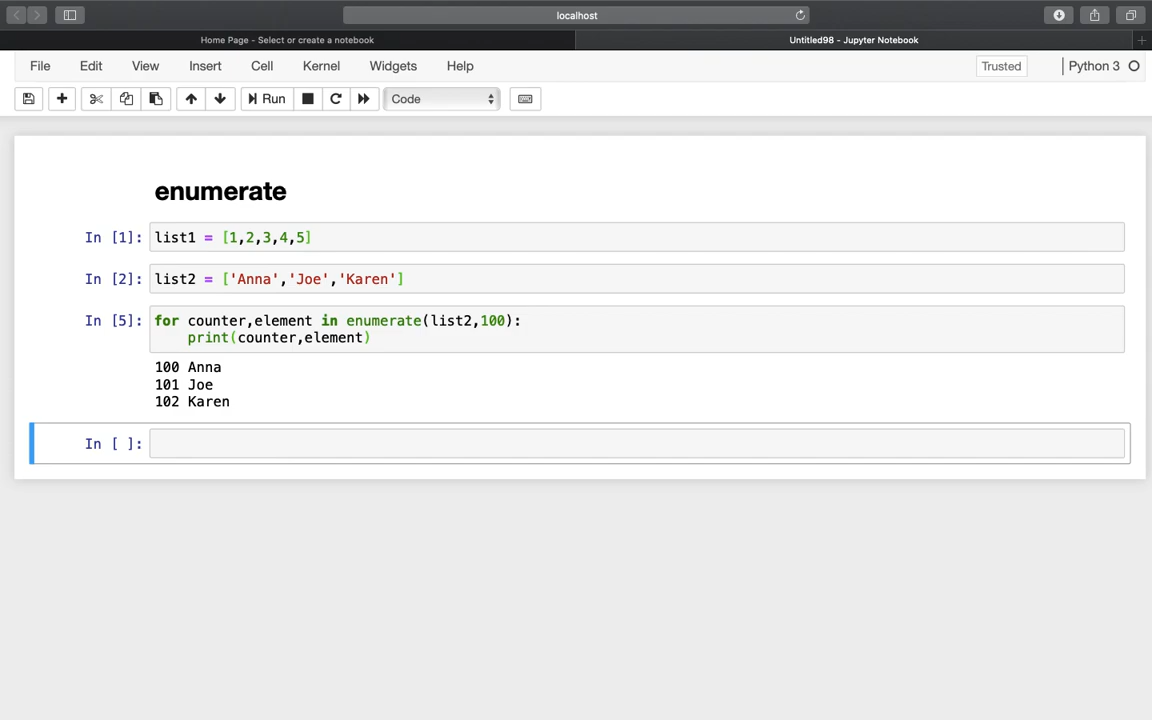 localhost
Home Page - Select or create a notebook
Untitled98 - Jupyter Notebook
File Edit View Insert Cell Kernel Widgets Help Trusted Python 3
Run Code
enumerate
In [1]: list1 = [1,2,3,4,5]
In [2]: list2 = ['Anna','Joe','Karen']
In [5]: for counter,element in enumerate(list2,100):
print(counter,element)
100 Anna
101 Joe
102 Karen
In [ ]: